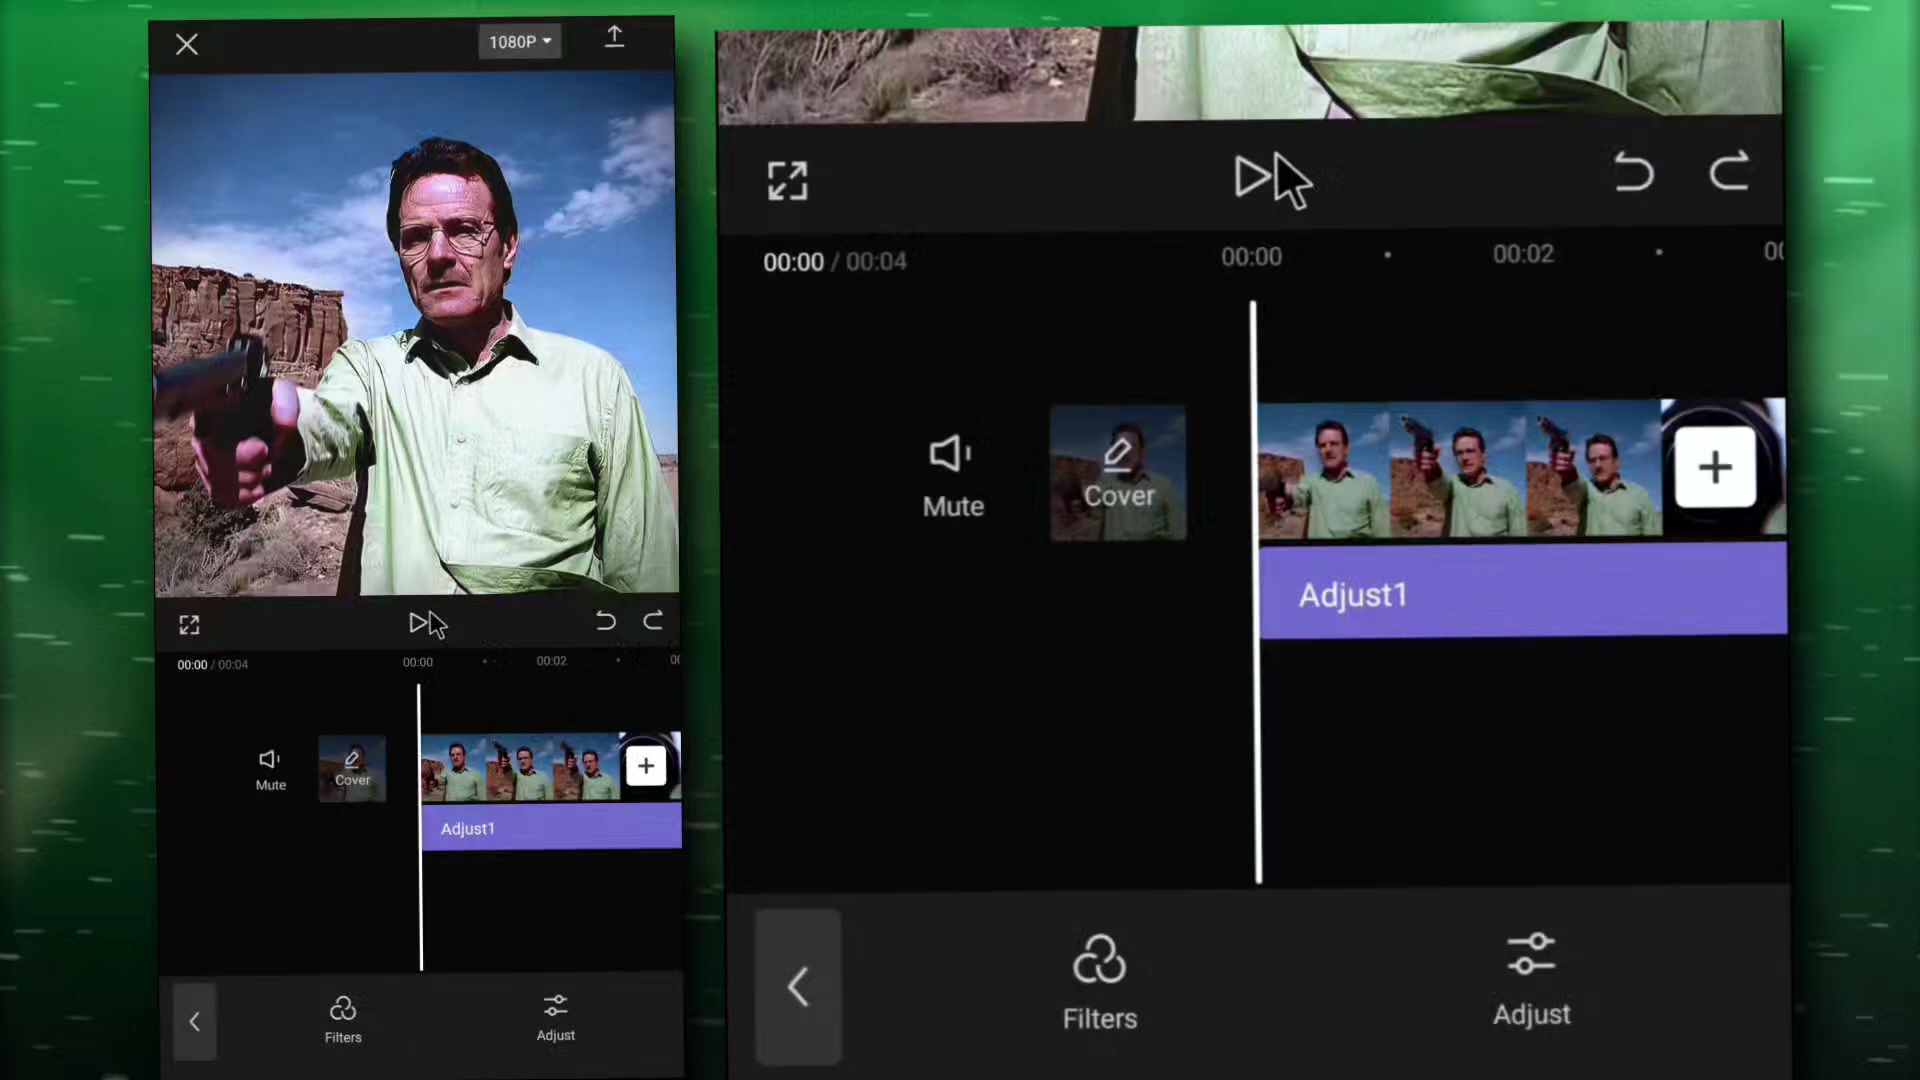 1080P
00:00 / 00:04
00:00
00:02
Mute
Cover
Adjust1
Filters
Adjust
00:00 / 00:04
00:00
00:02
Mute
Cover
Adjust1
Filters
Adjust